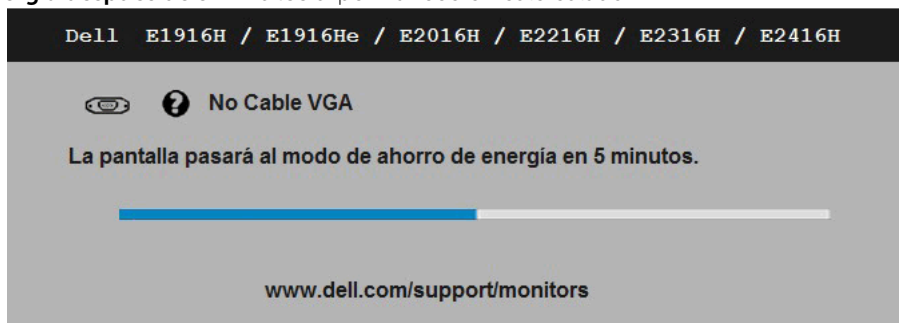 Dell E1916H / E1916He / E2016H / E2216H / E2316H / E2416H
No Cable VGA
La pantalla pasará al modo de ahorro de energía en 5 minutos.
www.dell.com/support/monitors